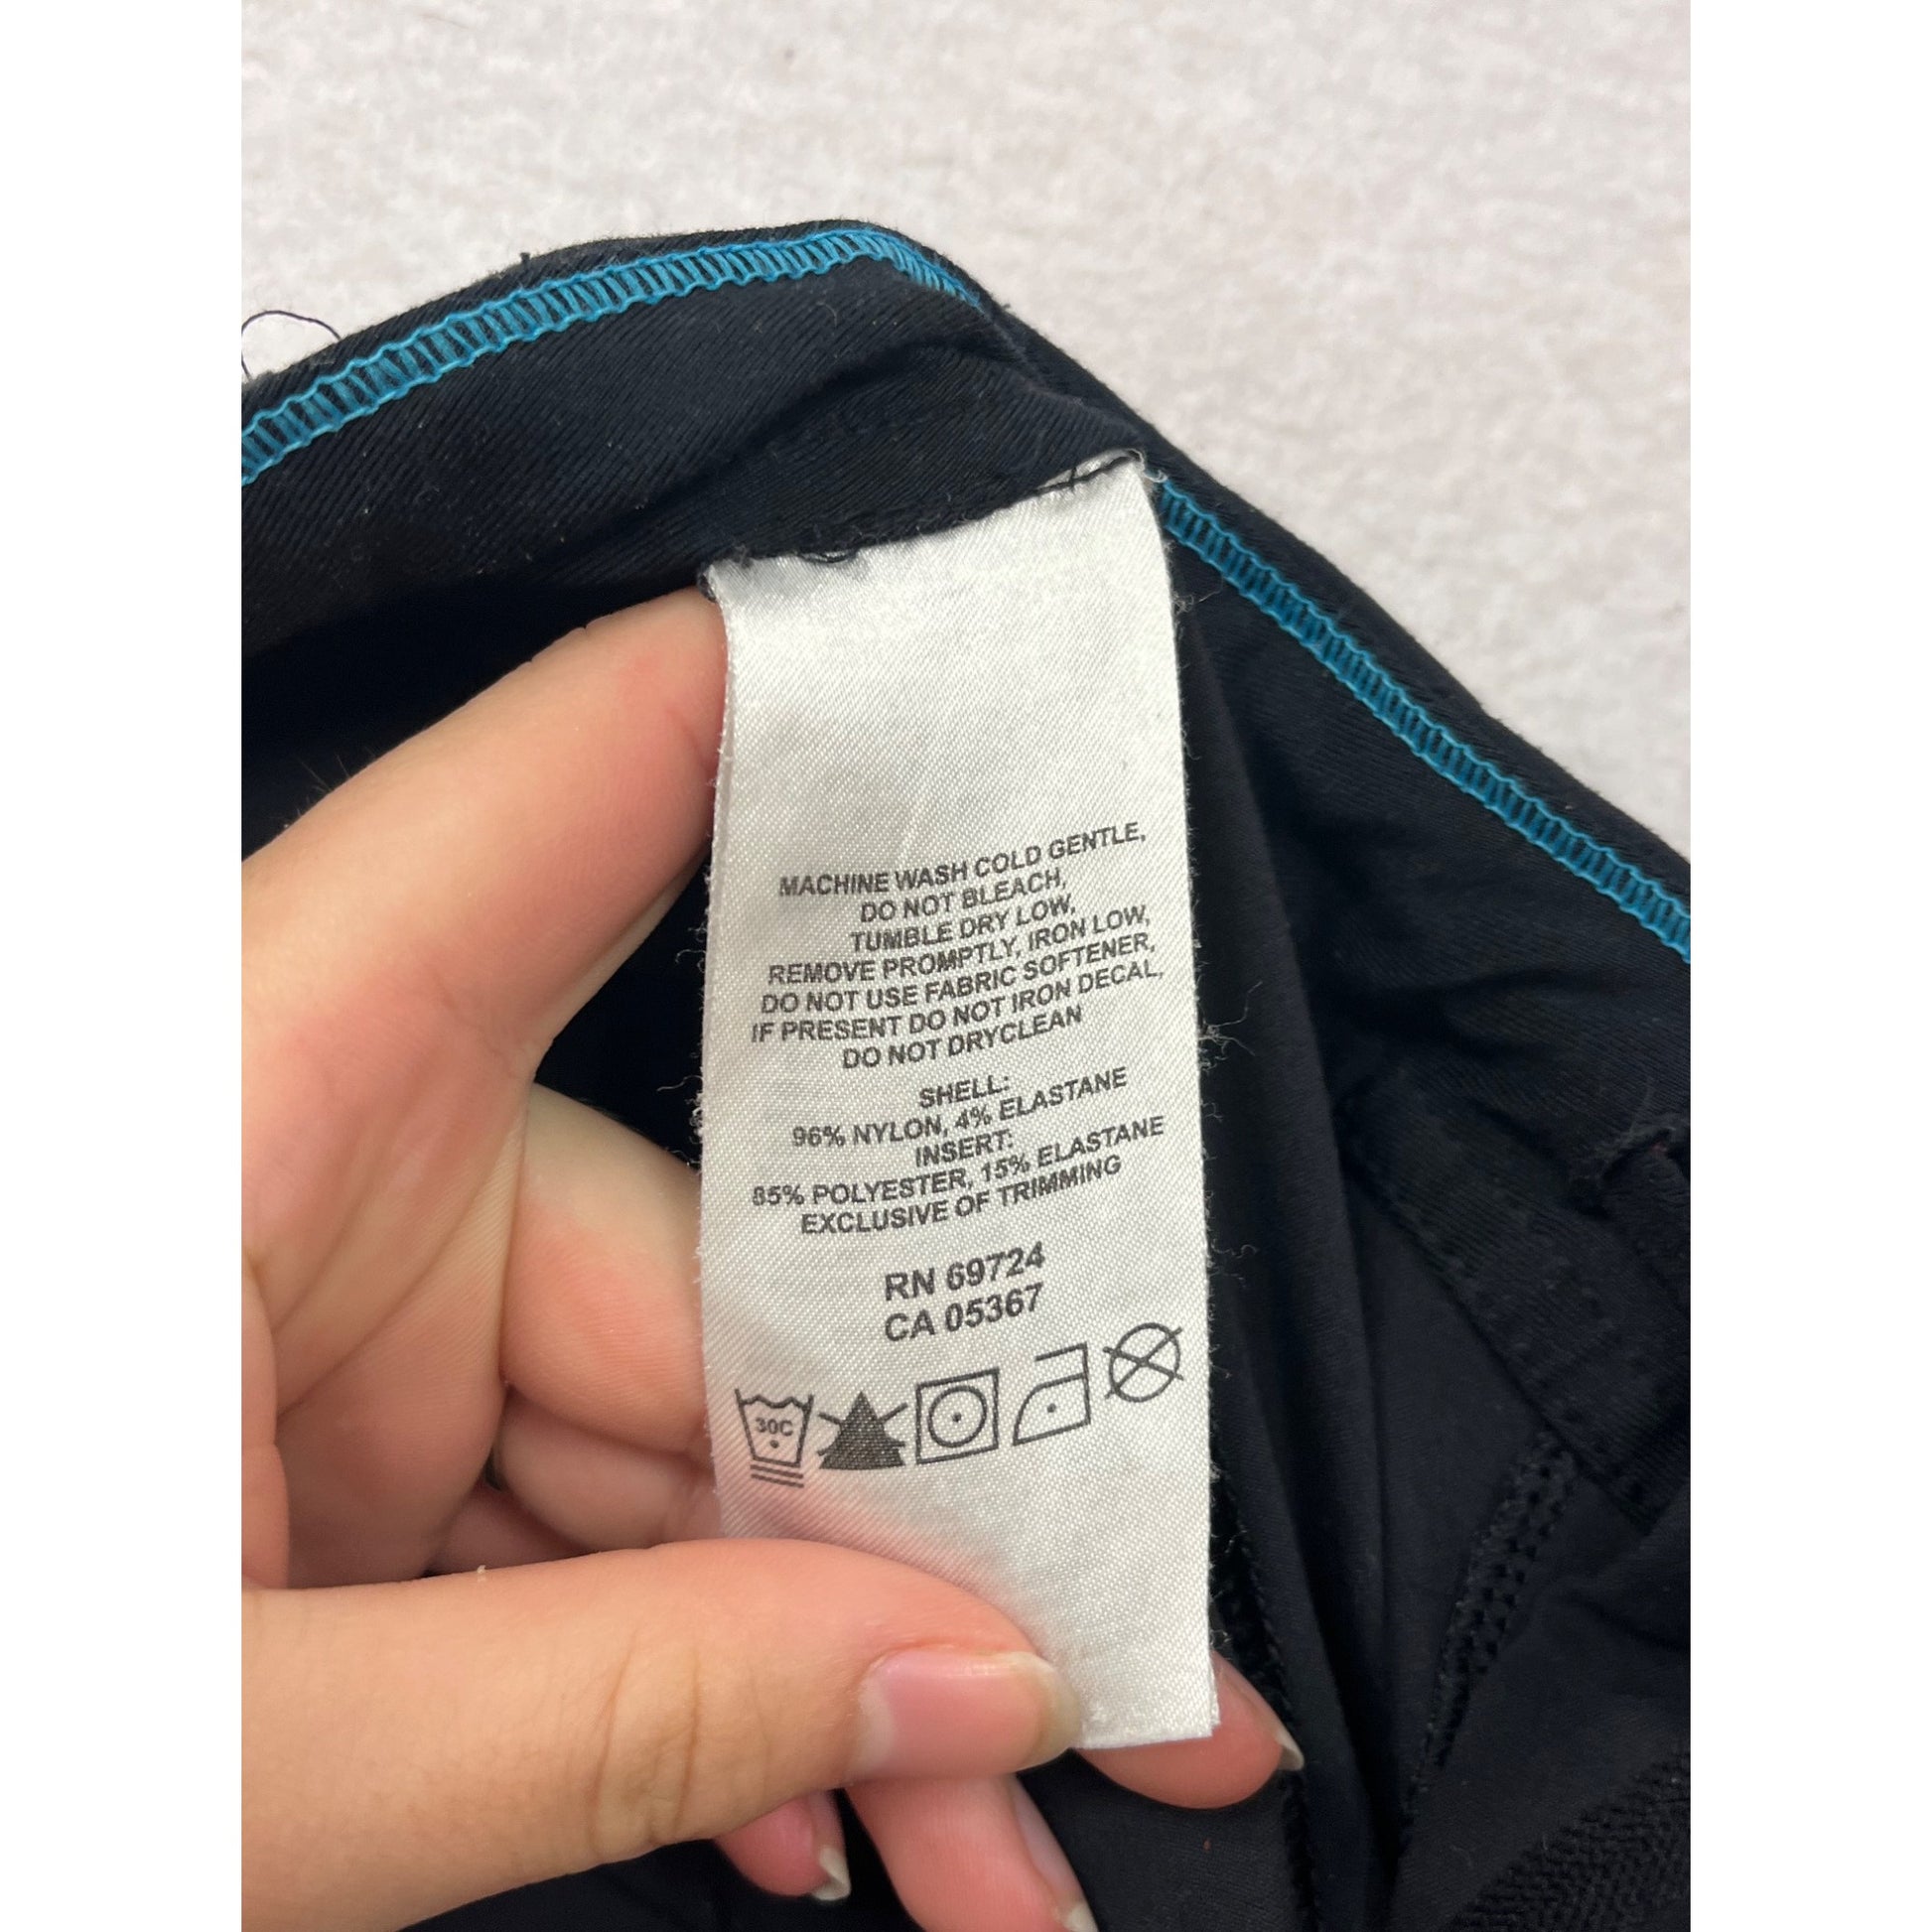 MACHINE WASH COLD GENTLE,
DO NOT BLEACH,
TUMBLE DRY LOW,
REMOVE PROMPTLY, IRON LOW,
DO NOT USE FABRIC SOFTENER,
IF PRESENT DO NOT IRON DECAL,
DO NOT DRYCLEAN
SHELL:
96% NYLON, 4% ELASTANE
INSERT:
85% POLYESTER, 15% ELASTANE
EXCLUSIVE OF TRIMMING
RN 69724
CA 05367
30C